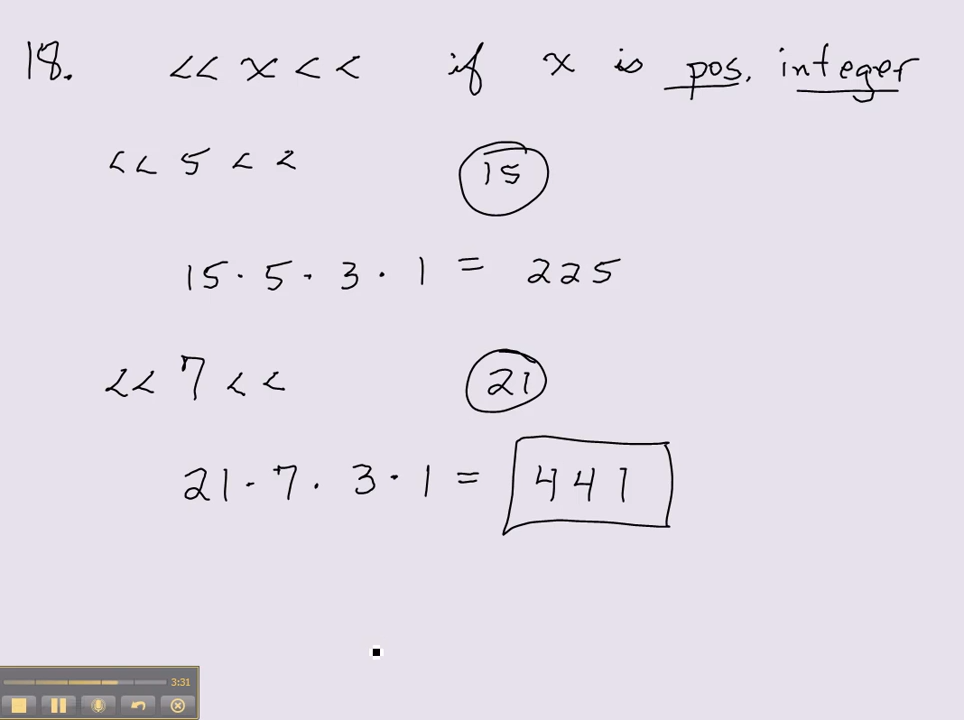 18. << x << if x is pos. integer
<< 5 << 15
15 · 5 · 3 · 1 = 225
<< 7 << 21
21 · 7 · 3 · 1 = 441
3:31